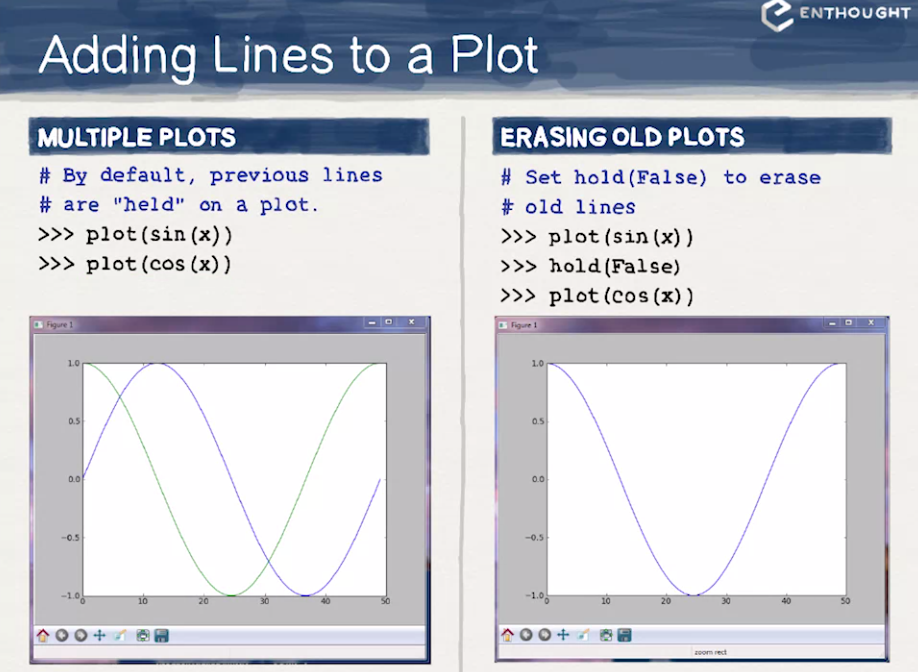 ENTHOUGHT
Adding Lines to a Plot
MULTIPLE PLOTS
# By default, previous lines
# are "held" on a plot.
>>> plot(sin(x))
>>> plot(cos(x))
Figure 1
1.0
0.5
0.0
−0.5
−1.0
0 10 20 30 40 50
ERASING OLD PLOTS
# Set hold(False) to erase
# old lines
>>> plot(sin(x))
>>> hold(False)
>>> plot(cos(x))
Figure 1
1.0
0.5
0.0
−0.5
−1.0
0 10 20 30 40 50
zoom rect